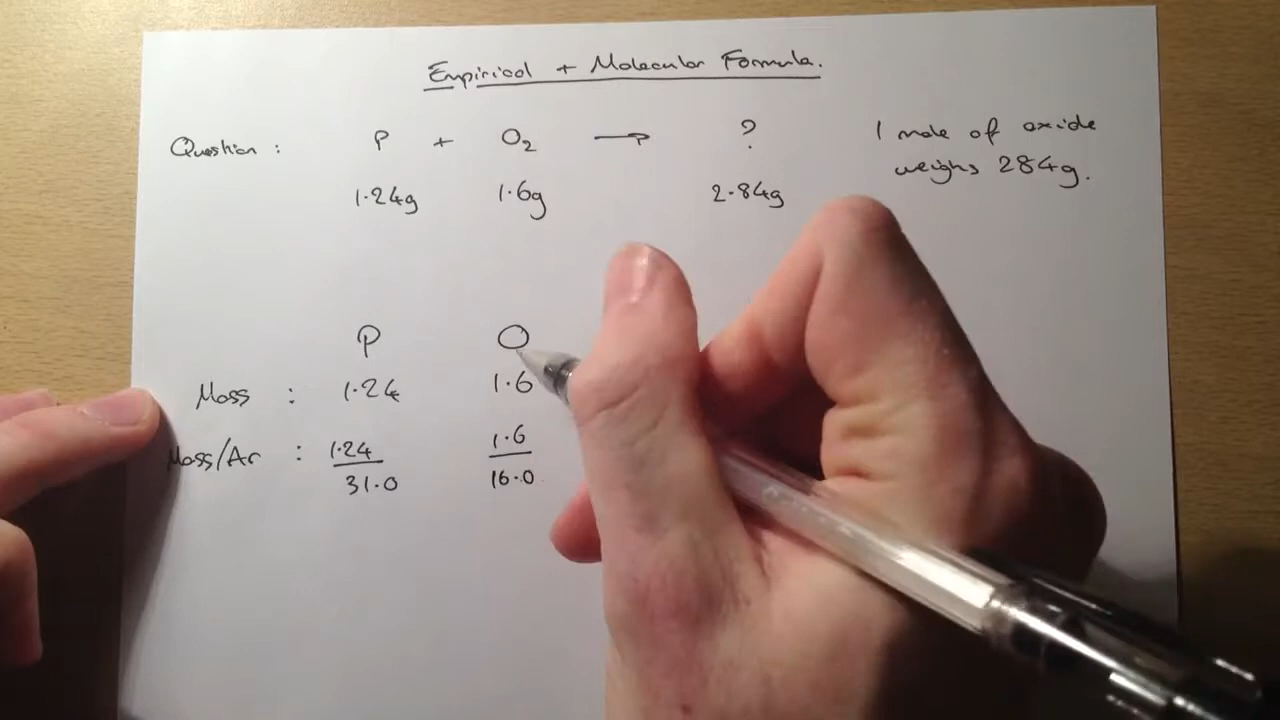 Empirical + Molecular Formula.
Question : P + O2 → ?
1.24g 1.6g 2.84g
1 mole of oxide
weighs 284g.
P O
Mass : 1.24 1.6
Mass/Ar : 1.24 1.6
31.0 16.0